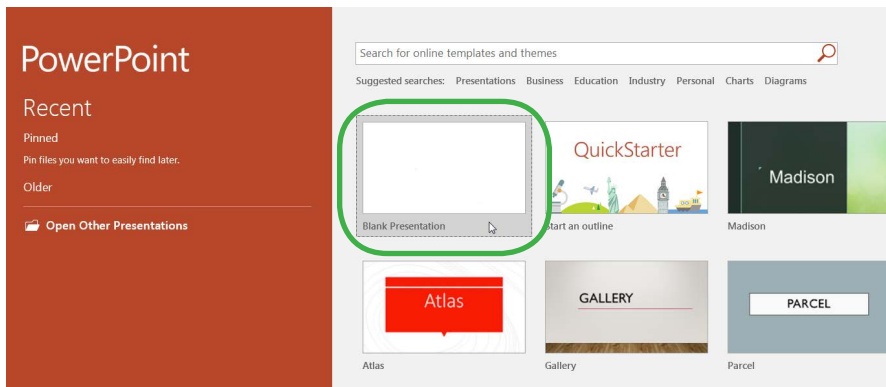 PowerPoint
Recent
Pinned
Pin files you want to easily find later.
Older
Open Other Presentations
Search for online templates and themes
Suggested searches: Presentations Business Education Industry Personal Charts Diagrams
Blank Presentation
QuickStarter
Start an outline
Madison
Madison
Atlas
Atlas
GALLERY
Gallery
PARCEL
Parcel